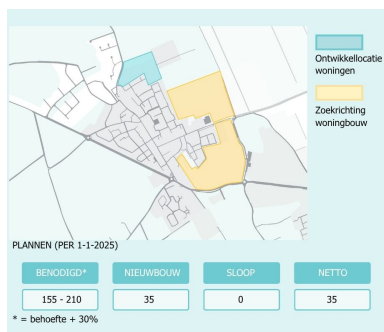 Ontwikkellocatie
woningen
Zoekrichting
woningbouw
PLANNEN (PER 1-1-2025)
BENODIGD* NIEUWBOUW SLOOP NETTO
155 - 210 35 0 35
* = behoefte + 30%